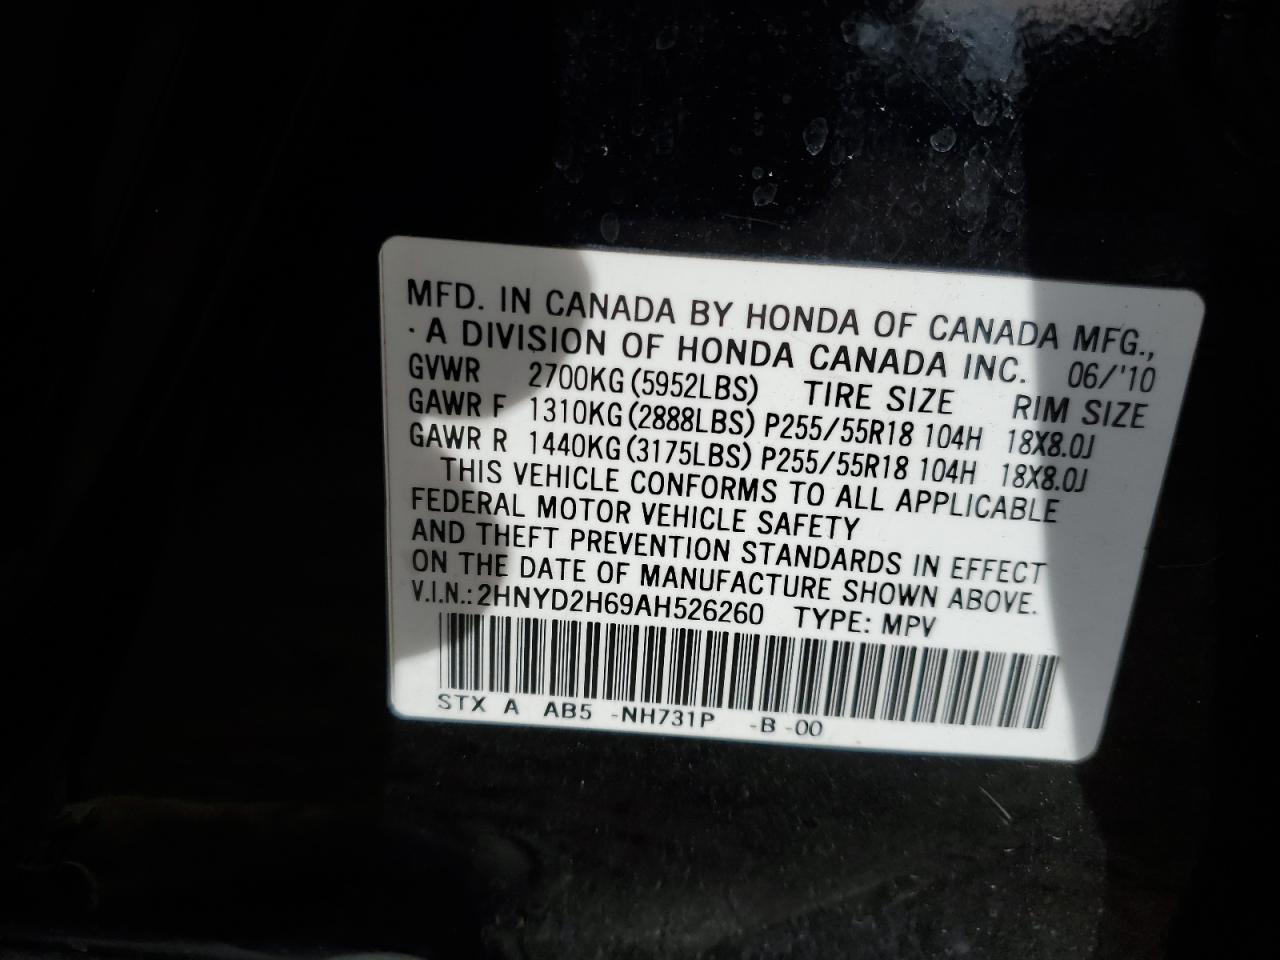 MFD. IN CANADA BY HONDA OF CANADA MFG.,
· A DIVISION OF HONDA CANADA INC. 06/'10
GVWR 2700KG (5952LBS) TIRE SIZE RIM SIZE
GAWR F 1310KG (2888LBS) P255/55R18 104H 18X8.0J
GAWR R 1440KG (3175LBS) P255/55R18 104H 18X8.0J
THIS VEHICLE CONFORMS TO ALL APPLICABLE
FEDERAL MOTOR VEHICLE SAFETY
AND THEFT PREVENTION STANDARDS IN EFFECT
ON THE DATE OF MANUFACTURE SHOWN ABOVE.
V.I.N.: 2HNYD2H69AH526260 TYPE: MPV
STX A AB5 -NH731P -B -00